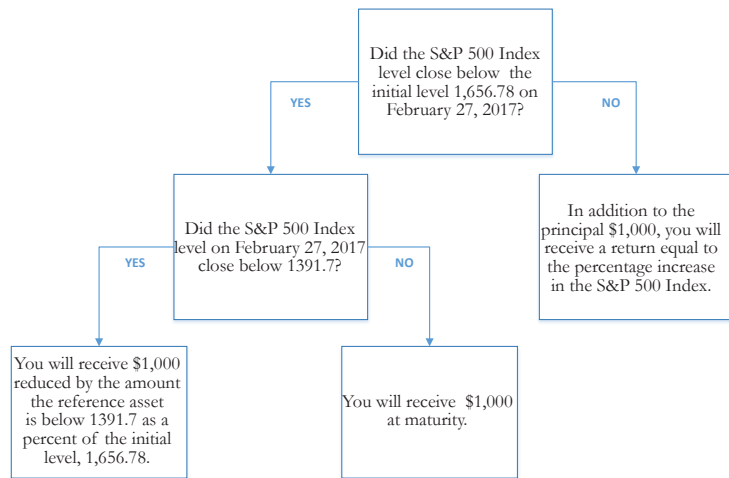 Did the S&P 500 Index
level close below the
initial level 1,656.78 on
February 27, 2017?
YES
NO
Did the S&P 500 Index
level on February 27, 2017
close below 1391.7?
In addition to the
principal $1,000, you will
receive a return equal to
the percentage increase
in the S&P 500 Index.
YES
NO
You will receive $1,000
reduced by the amount
the reference asset
is below 1391.7 as a
percent of the initial
level, 1,656.78.
You will receive $1,000
at maturity.